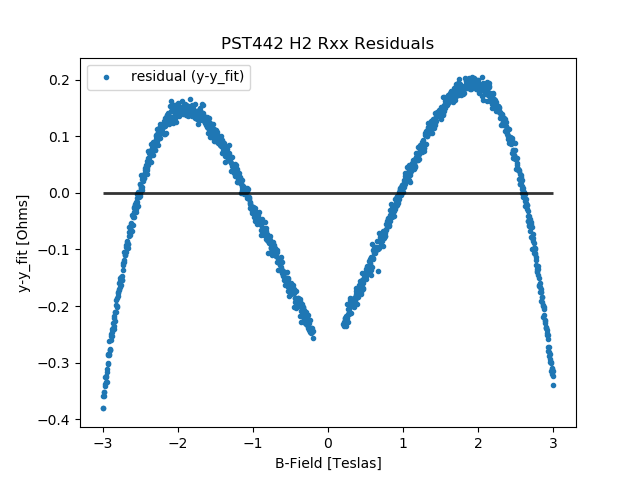 PST442 H2 Rxx Residuals
residual (y-y_fit)
0.2
0.1
0.0
−0.1
−0.2
−0.3
−0.4
y-y_fit [Ohms]
−3 −2 −1 0 1 2 3
B-Field [Teslas]